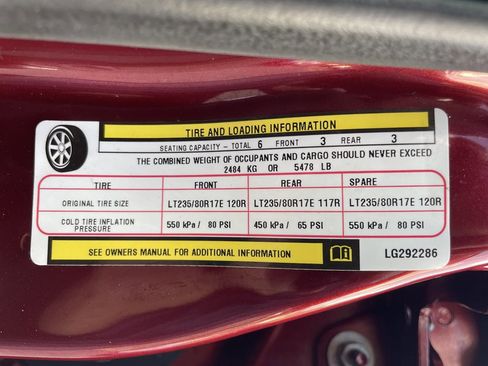 TIRE AND LOADING INFORMATION
SEATING CAPACITY - TOTAL 6 FRONT 3 REAR 3
THE COMBINED WEIGHT OF OCCUPANTS AND CARGO SHOULD NEVER EXCEED
2484 KG OR 5478 LB
TIRE FRONT REAR SPARE
ORIGINAL TIRE SIZE LT235/80R17E 120R LT235/80R17E 117R LT235/80R17E 120R
COLD TIRE INFLATION PRESSURE 550 kPa / 80 PSI 450 kPa / 65 PSI 550 kPa / 80 PSI
SEE OWNERS MANUAL FOR ADDITIONAL INFORMATION LG292286